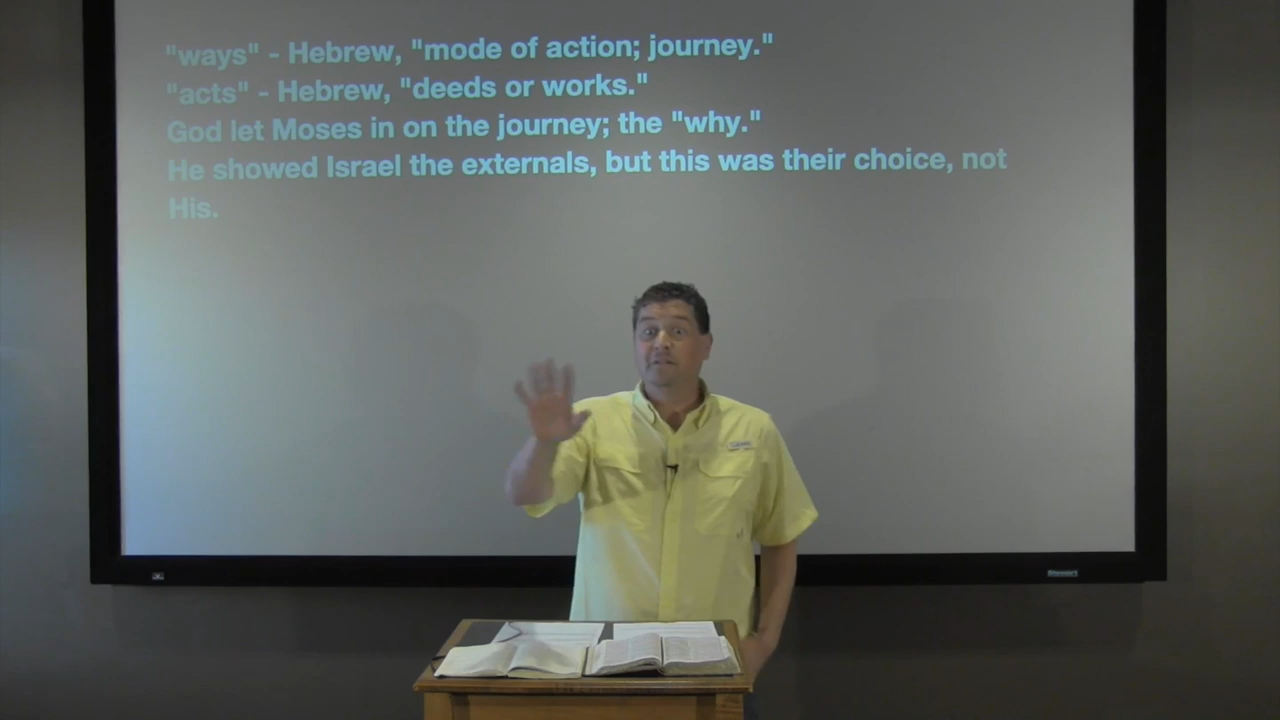 "ways" - Hebrew, "mode of action; journey."
"acts" - Hebrew, "deeds or works."
God let Moses in on the journey; the "why."
He showed Israel the externals, but this was their choice, not
His.
Stewart